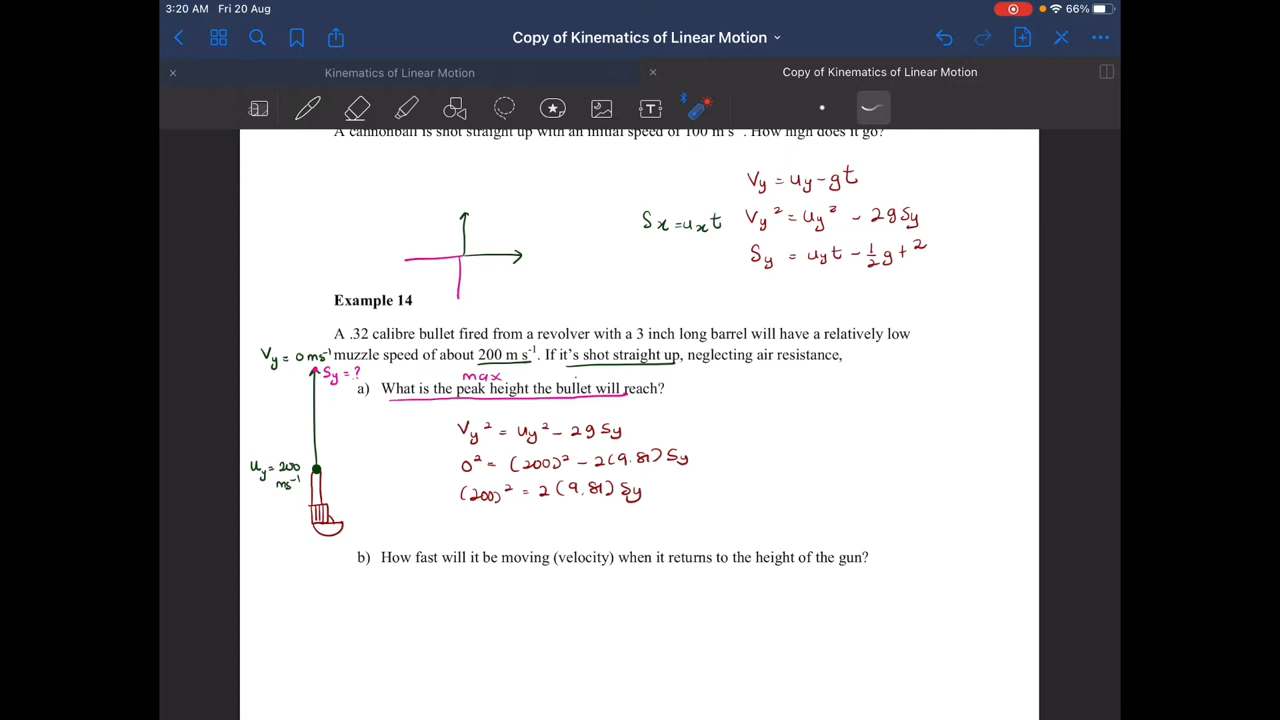 3:20 AM Fri 20 Aug
66%
Copy of Kinematics of Linear Motion
Kinematics of Linear Motion
Copy of Kinematics of Linear Motion
A cannonball is shot straight up with an initial speed of 100 m s⁻¹. How high does it go?
Vy = uy - gt
Sx = uxt
Vy² = uy² - 2gSy
Sy = uyt - ½gt²
Example 14
A .32 calibre bullet fired from a revolver with a 3 inch long barrel will have a relatively low
Vy = 0 ms⁻¹
muzzle speed of about 200 m s⁻¹. If it's shot straight up, neglecting air resistance,
Sy = ?
max
a) What is the peak height the bullet will reach?
Vy² = uy² - 2gSy
0² = (200)² - 2(9.81)Sy
uy = 200
ms⁻¹
(200)² = 2(9.81)Sy
b) How fast will it be moving (velocity) when it returns to the height of the gun?